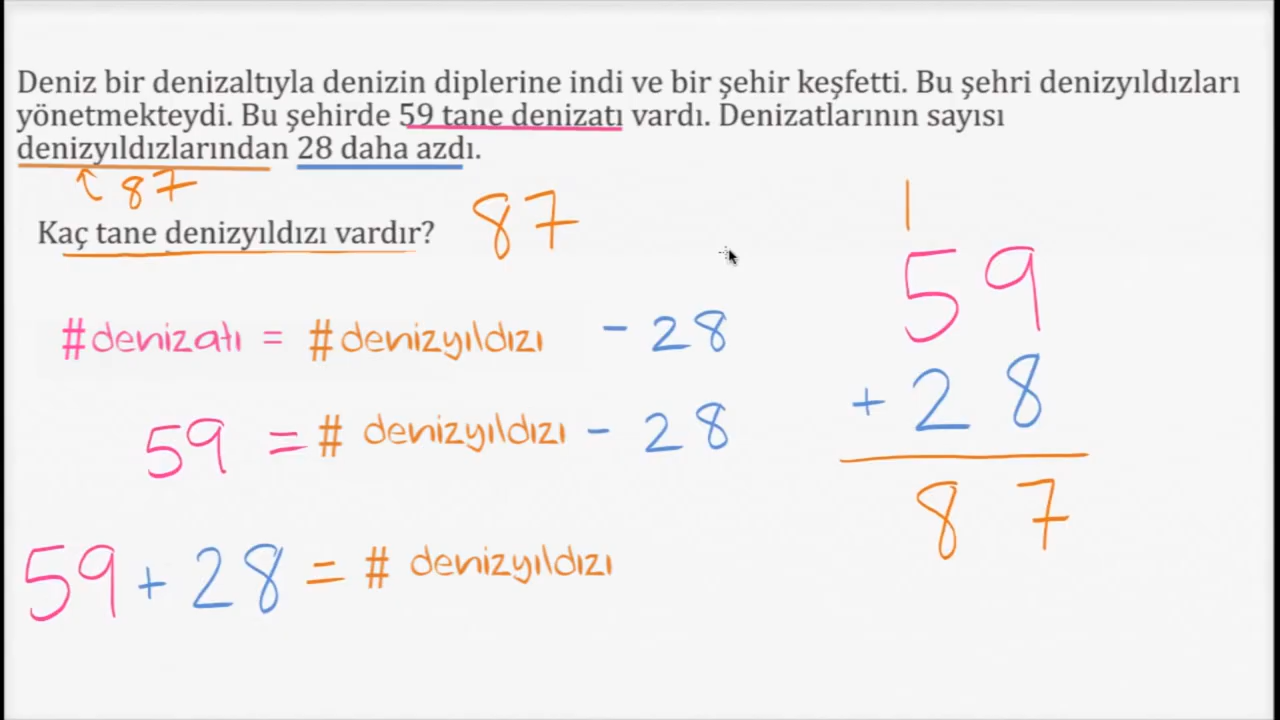 Deniz bir denizaltıyla denizin diplerine indi ve bir şehir keşfetti. Bu şehri denizyıldızları
yönetmekteydi. Bu şehirde 59 tane denizatı vardı. Denizatlarının sayısı
denizyıldızlarından 28 daha azdı.
87
Kaç tane denizyıldızı vardır? 87
#denizatı = #denizyıldızı - 28
59 = # denizyıldızı - 28
59 + 28 = # denizyıldızı
1
59
+ 28
87